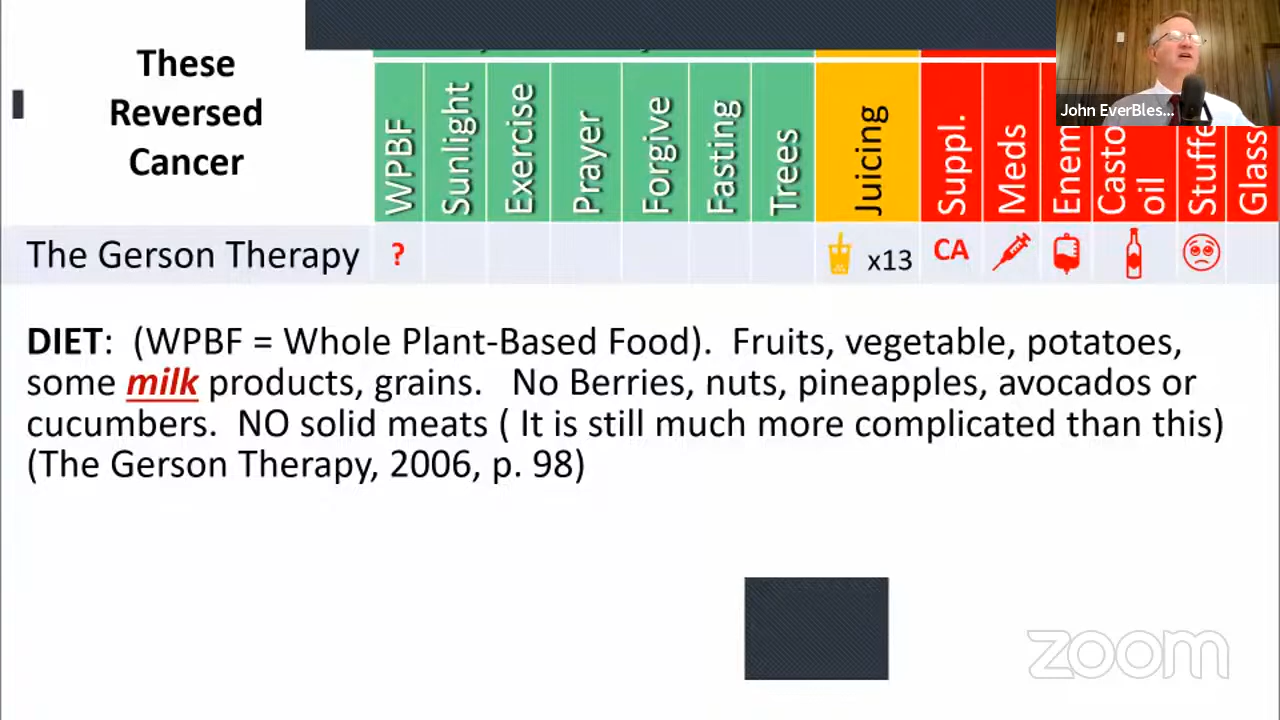 These
Reversed
Cancer
WPBF
Sunlight
Exercise
Prayer
Forgive
Fasting
Trees
Juicing
Suppl.
Meds
Enem
Casto
oil
Stuffe
Glass
John EverBles...
The Gerson Therapy ? x13 CA
DIET: (WPBF = Whole Plant-Based Food). Fruits, vegetable, potatoes,
some milk products, grains. No Berries, nuts, pineapples, avocados or
cucumbers. NO solid meats ( It is still much more complicated than this)
(The Gerson Therapy, 2006, p. 98)
zoom